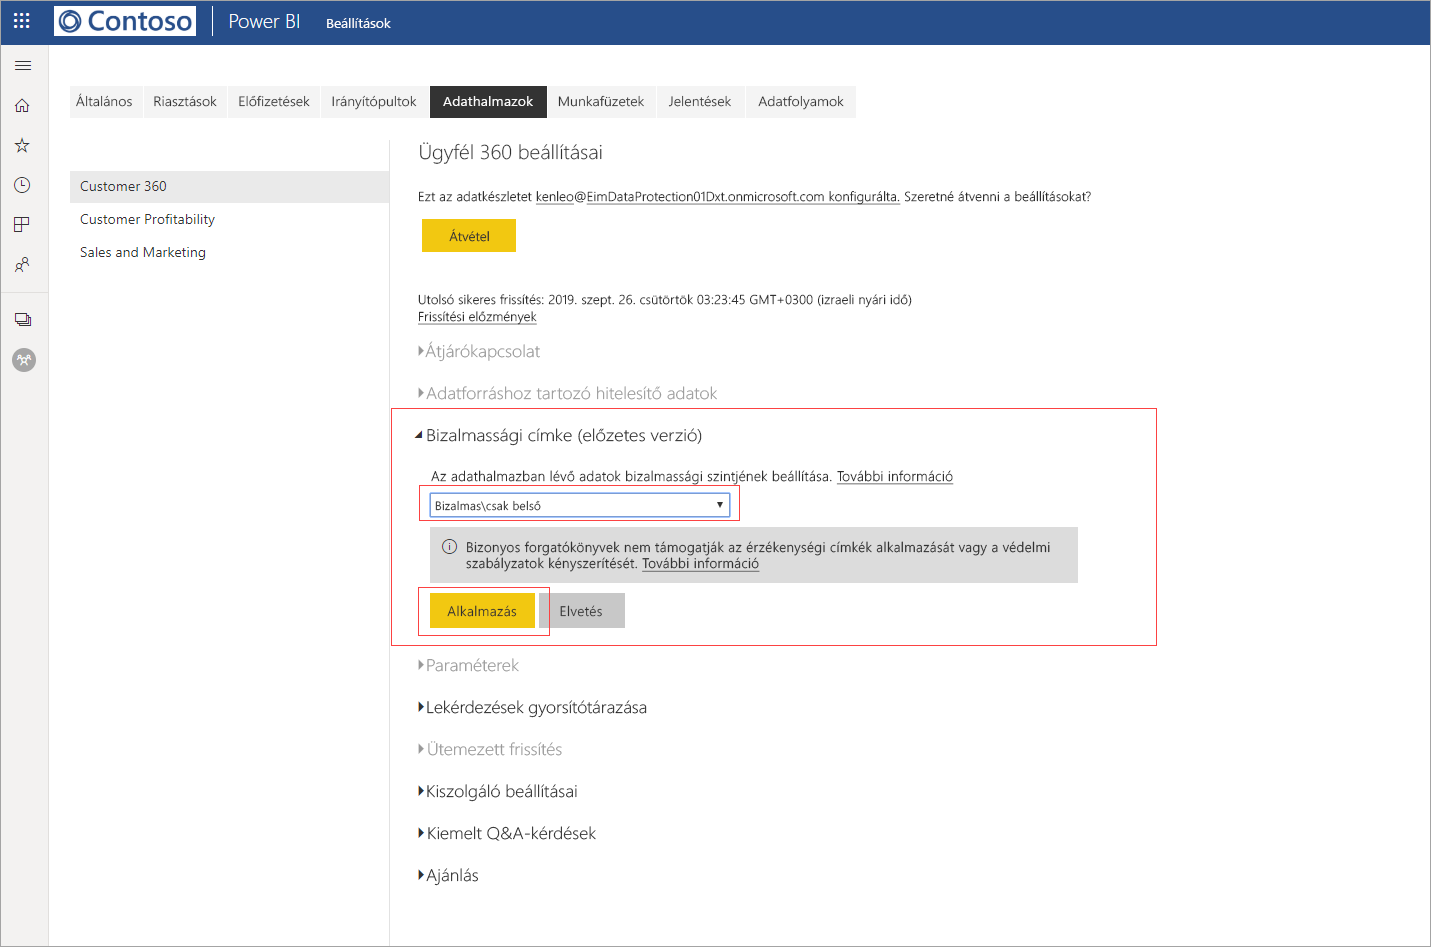 Contoso
Power BI
Beállítások
Általános
Riasztások
Előfizetések
Irányítópultok
Adathalmazok
Munkafüzetek
Jelentések
Adatfolyamok
Customer 360
Customer Profitability
Sales and Marketing
Ügyfél 360 beállításai
Ezt az adatkészletet kenleo@EimDataProtection01Dxt.onmicrosoft.com konfigurálta. Szeretné átvenni a beállításokat?
Átvétel
Utolsó sikeres frissítés: 2019. szept. 26. csütörtök 03:23:45 GMT+0300 (izraeli nyári idő)
Frissítési előzmények
Átjárókapcsolat
Adatforráshoz tartozó hitelesítő adatok
Bizalmassági címke (előzetes verzió)
Az adathalmazban lévő adatok bizalmassági szintjének beállítása. További információ
Bizalmas\csak belső
Bizonyos forgatókönyvek nem támogatják az érzékenységi címkék alkalmazását vagy a védelmi
szabályzatok kényszerítését. További információ
Alkalmazás
Elvetés
Paraméterek
Lekérdezések gyorsítótárazása
Ütemezett frissítés
Kiszolgáló beállításai
Kiemelt Q&A-kérdések
Ajánlás